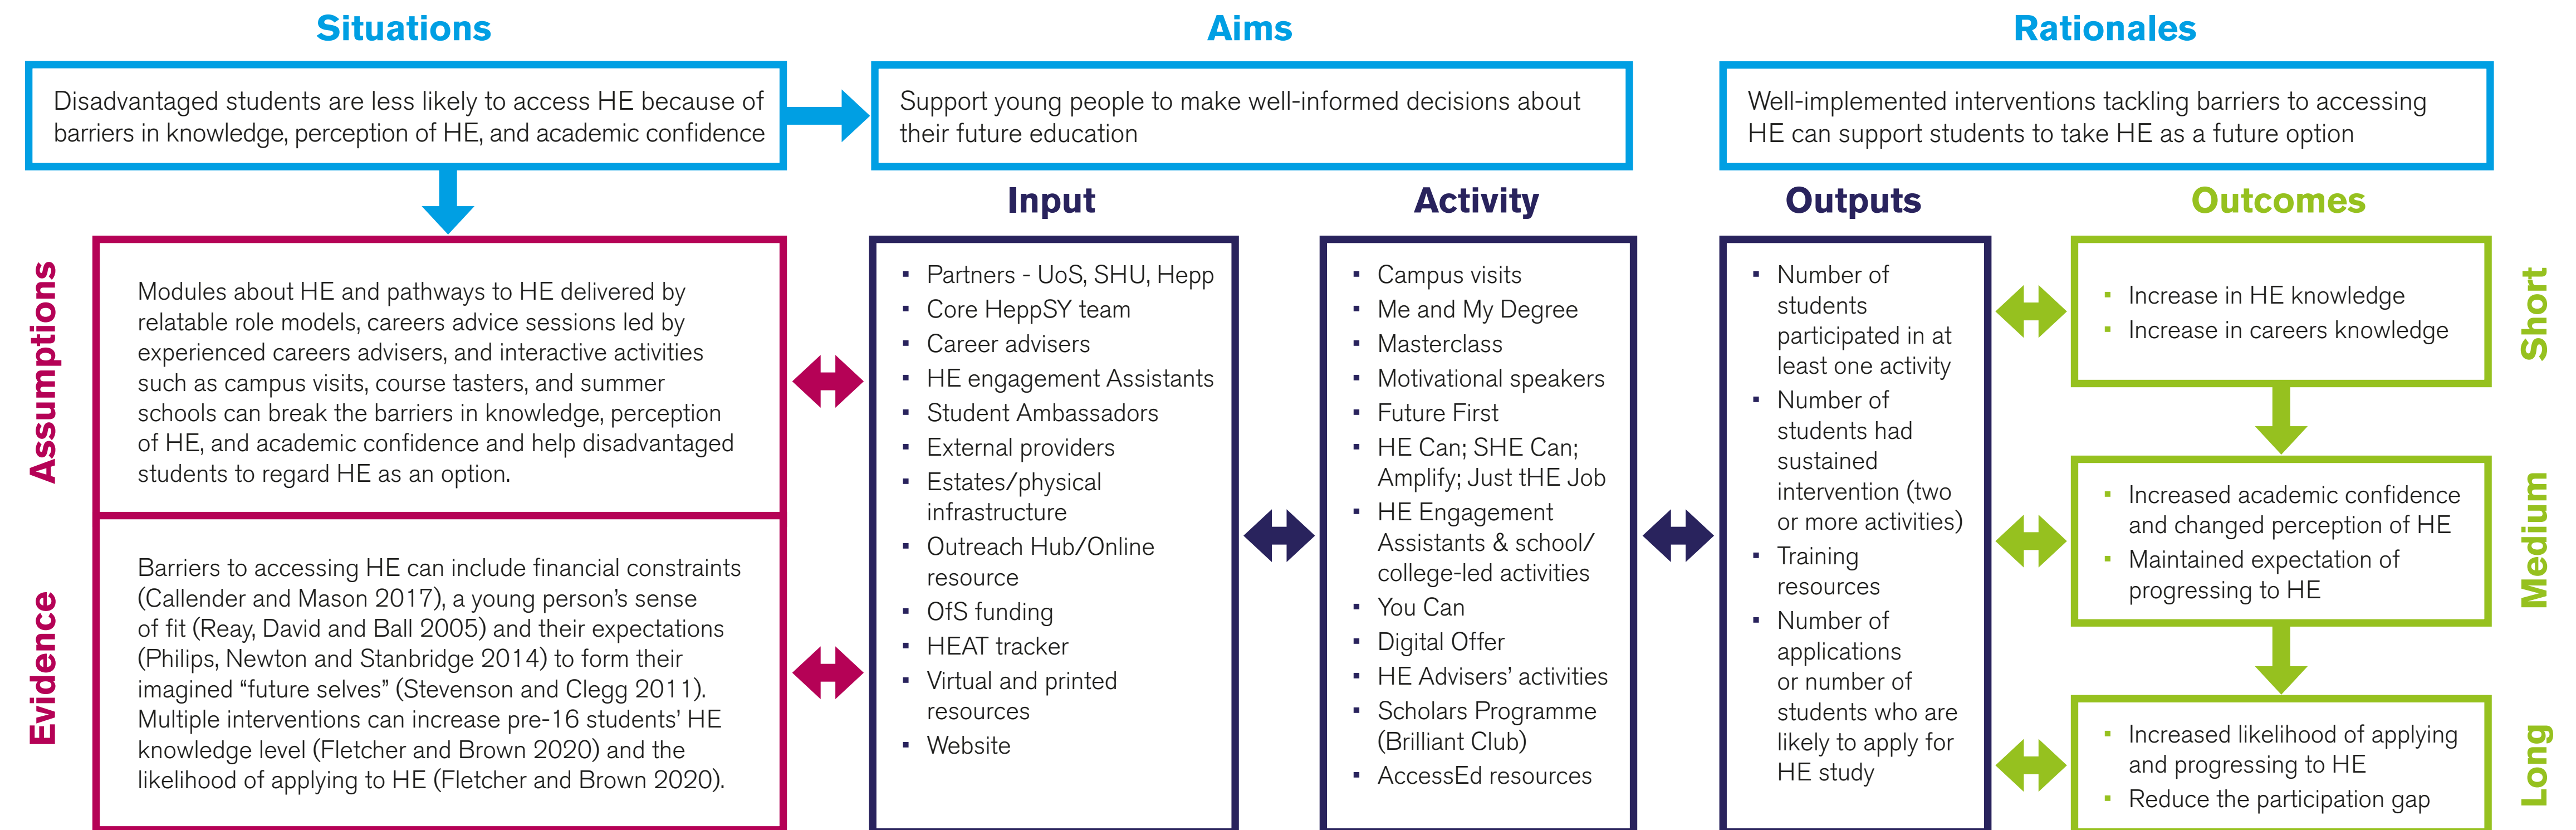 Situations
Disadvantaged students are less likely to access HE because of
barriers in knowledge, perception of HE, and academic confidence
Aims
Support young people to make well-informed decisions about
their future education
Rationales
Well-implemented interventions tackling barriers to accessing
HE can support students to take HE as a future option
Assumptions
Modules about HE and pathways to HE delivered by
relatable role models, careers advice sessions led by
experienced careers advisers, and interactive activities
such as campus visits, course tasters, and summer
schools can break the barriers in knowledge, perception
of HE, and academic confidence and help disadvantaged
students to regard HE as an option.
Evidence
Barriers to accessing HE can include financial constraints
(Callender and Mason 2017), a young person's sense
of fit (Reay, David and Ball 2005) and their expectations
(Philips, Newton and Stanbridge 2014) to form their
imagined “future selves” (Stevenson and Clegg 2011).
Multiple interventions can increase pre-16 students' HE
knowledge level (Fletcher and Brown 2020) and the
likelihood of applying to HE (Fletcher and Brown 2020).
Input
▪ Partners - UoS, SHU, Hepp
▪ Core HeppSY team
▪ Career advisers
▪ HE engagement Assistants
▪ Student Ambassadors
▪ External providers
▪ Estates/physical
infrastructure
▪ Outreach Hub/Online
resource
▪ OfS funding
▪ HEAT tracker
▪ Virtual and printed
resources
▪ Website
Activity
▪ Campus visits
▪ Me and My Degree
▪ Masterclass
▪ Motivational speakers
▪ Future First
▪ HE Can; SHE Can;
Amplify; Just tHE Job
▪ HE Engagement
Assistants & school/
college-led activities
▪ You Can
▪ Digital Offer
▪ HE Advisers' activities
▪ Scholars Programme
(Brilliant Club)
▪ AccessEd resources
Outputs
▪ Number of
students
participated in at
least one activity
▪ Number of
students had
sustained
intervention (two
or more activities)
▪ Training
resources
▪ Number of
applications
or number of
students who are
likely to apply for
HE study
Outcomes
Short
▪ Increase in HE knowledge
▪ Increase in careers knowledge
Medium
▪ Increased academic confidence
and changed perception of HE
▪ Maintained expectation of
progressing to HE
Long
▪ Increased likelihood of applying
and progressing to HE
▪ Reduce the participation gap